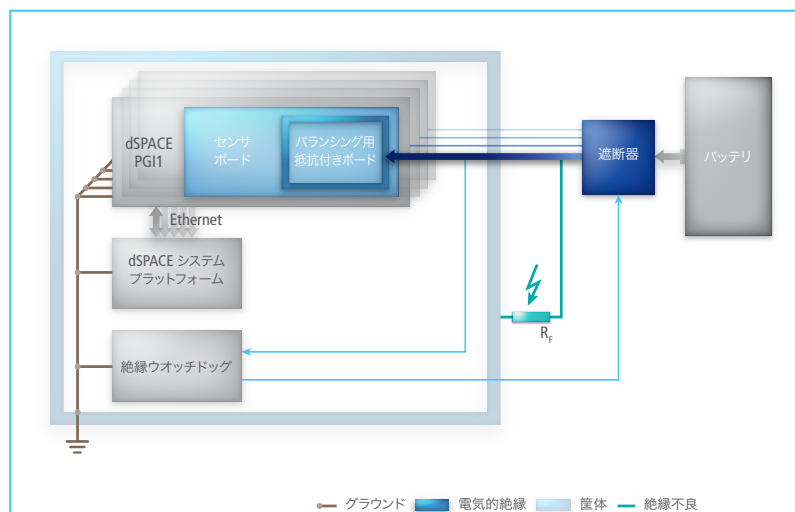 dSPACE
PGI1
センサ
ボード
バランシング用
抵抗付きボード
遮断器
バッテリ
Ethernet
dSPACE システム
プラットフォーム
絶縁ウオッチドッグ
RF
グラウンド
電気的絶縁
筐体
絶縁不良